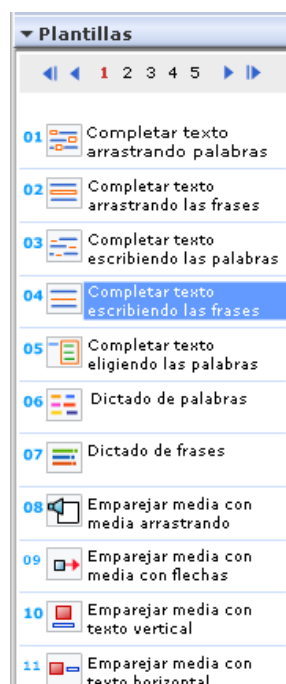 Plantillas
1 2 3 4 5
01 Completar texto
arrastrando palabras
02 Completar texto
arrastrando las frases
03 Completar texto
escribiendo las palabras
04 Completar texto
escribiendo las frases
05 Completar texto
eligiendo las palabras
06 Dictado de palabras
07 Dictado de frases
08 Emparejar media con
media arrastrando
09 Emparejar media con
media con flechas
10 Emparejar media con
texto vertical
11 Emparejar media con
texto horizontal